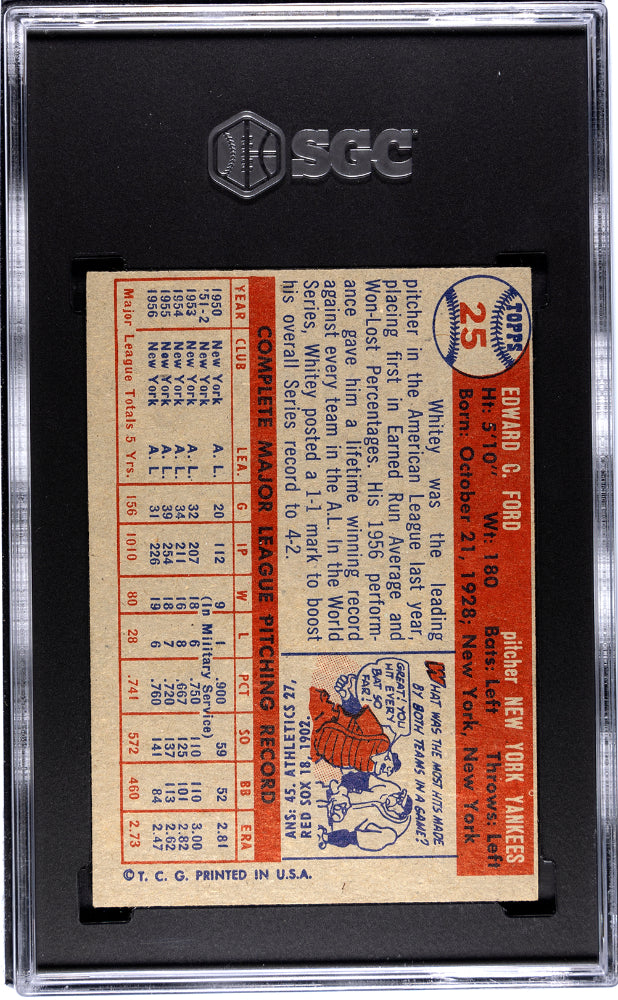 SGC
TOPPS
25
EDWARD C. FORD pitcher NEW YORK YANKEES
Ht: 5'10" Wt: 180 Bats: Left Throws: Left
Born: October 21, 1928; New York, New York
Whitey was the leading
pitcher in the American League last year,
placing first in Earned Run Average and
Won-Lost Percentages. His 1956 perform-
ance gave him a lifetime winning record
against every team in the A.L. In the World
Series, Whitey posted a 1-1 mark to boost
his overall Series record to 4-2.
WHAT WAS THE MOST HITS MADE
BY BOTH TEAMS IN A GAME?
GREAT! YOU
HIT EVERY
BAT SO
FAR!
ANS: 45. ATHLETICS 27,
RED SOX 18. 1902.
COMPLETE MAJOR LEAGUE PITCHING RECORD
YEAR CLUB LEA. G IP W L PCT SO BB ERA
1950 New York A. L. 20 112 9 1 .900 59 52 2.81
'51-2 (In Military Service)
1953 New York A. L. 32 207 18 6 .750 110 110 3.00
1954 New York A. L. 34 211 16 8 .667 125 101 2.82
1955 New York A. L. 39 254 18 7 .720 137 113 2.62
1956 New York A. L. 31 226 19 6 .760 141 84 2.47
Major League Totals 5 Yrs. 156 1010 80 28 .741 572 460 2.73
©T. C. G. PRINTED IN U.S.A.